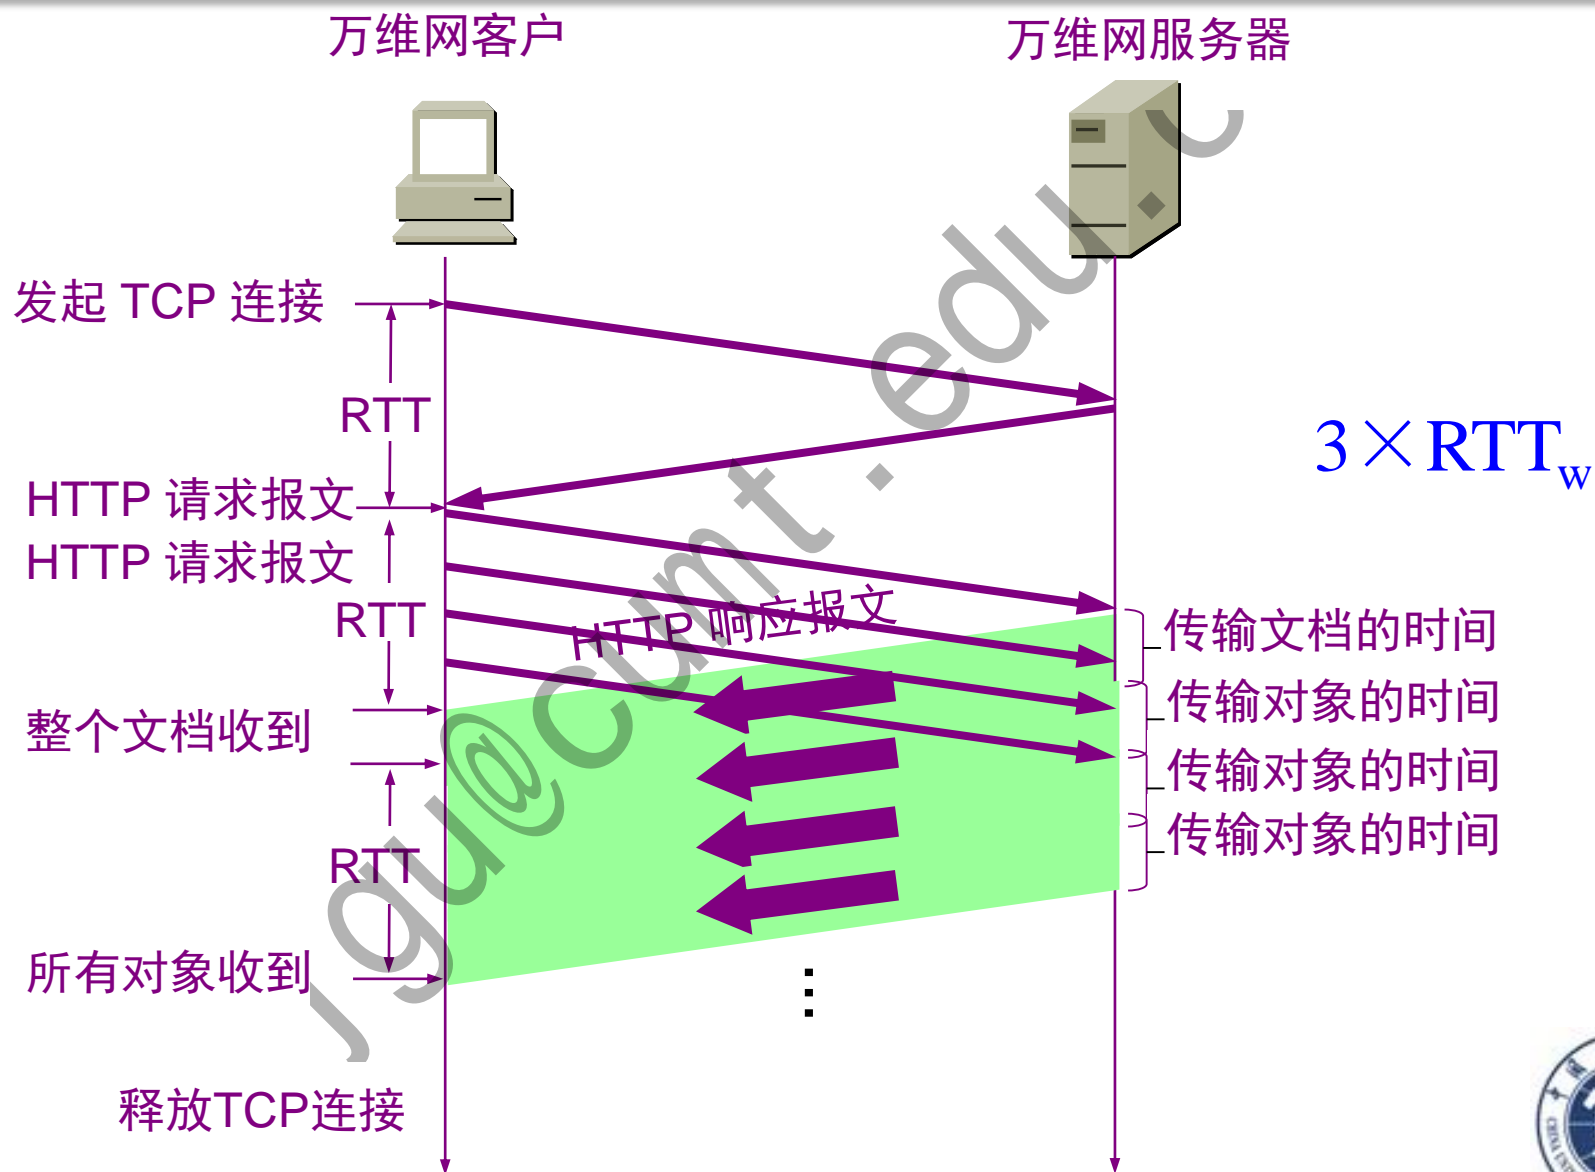 万维网客户
万维网服务器
发起 TCP 连接
RTT
3×RTTw
HTTP 请求报文
HTTP 请求报文
RTT
HTTP 响应报文
传输文档的时间
传输对象的时间
整个文档收到
传输对象的时间
传输对象的时间
RTT
所有对象收到
⋮
释放TCP连接
gu@cumt.edu.c